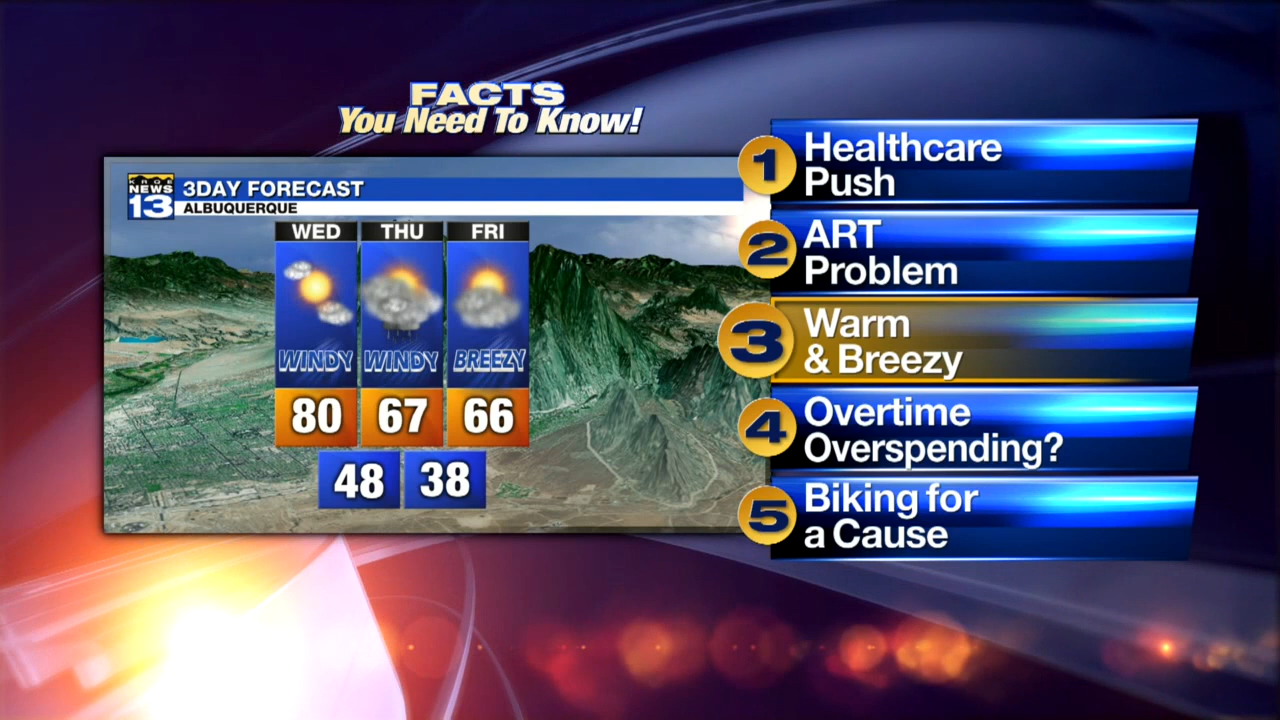 FACTS
You Need To Know!
KRQE
NEWS
13
3DAY FORECAST
ALBUQUERQUE
WED THU FRI
WINDY WINDY BREEZY
80 67 66
48 38
1 Healthcare
Push
2 ART
Problem
3 Warm
& Breezy
4 Overtime
Overspending?
5 Biking for
a Cause